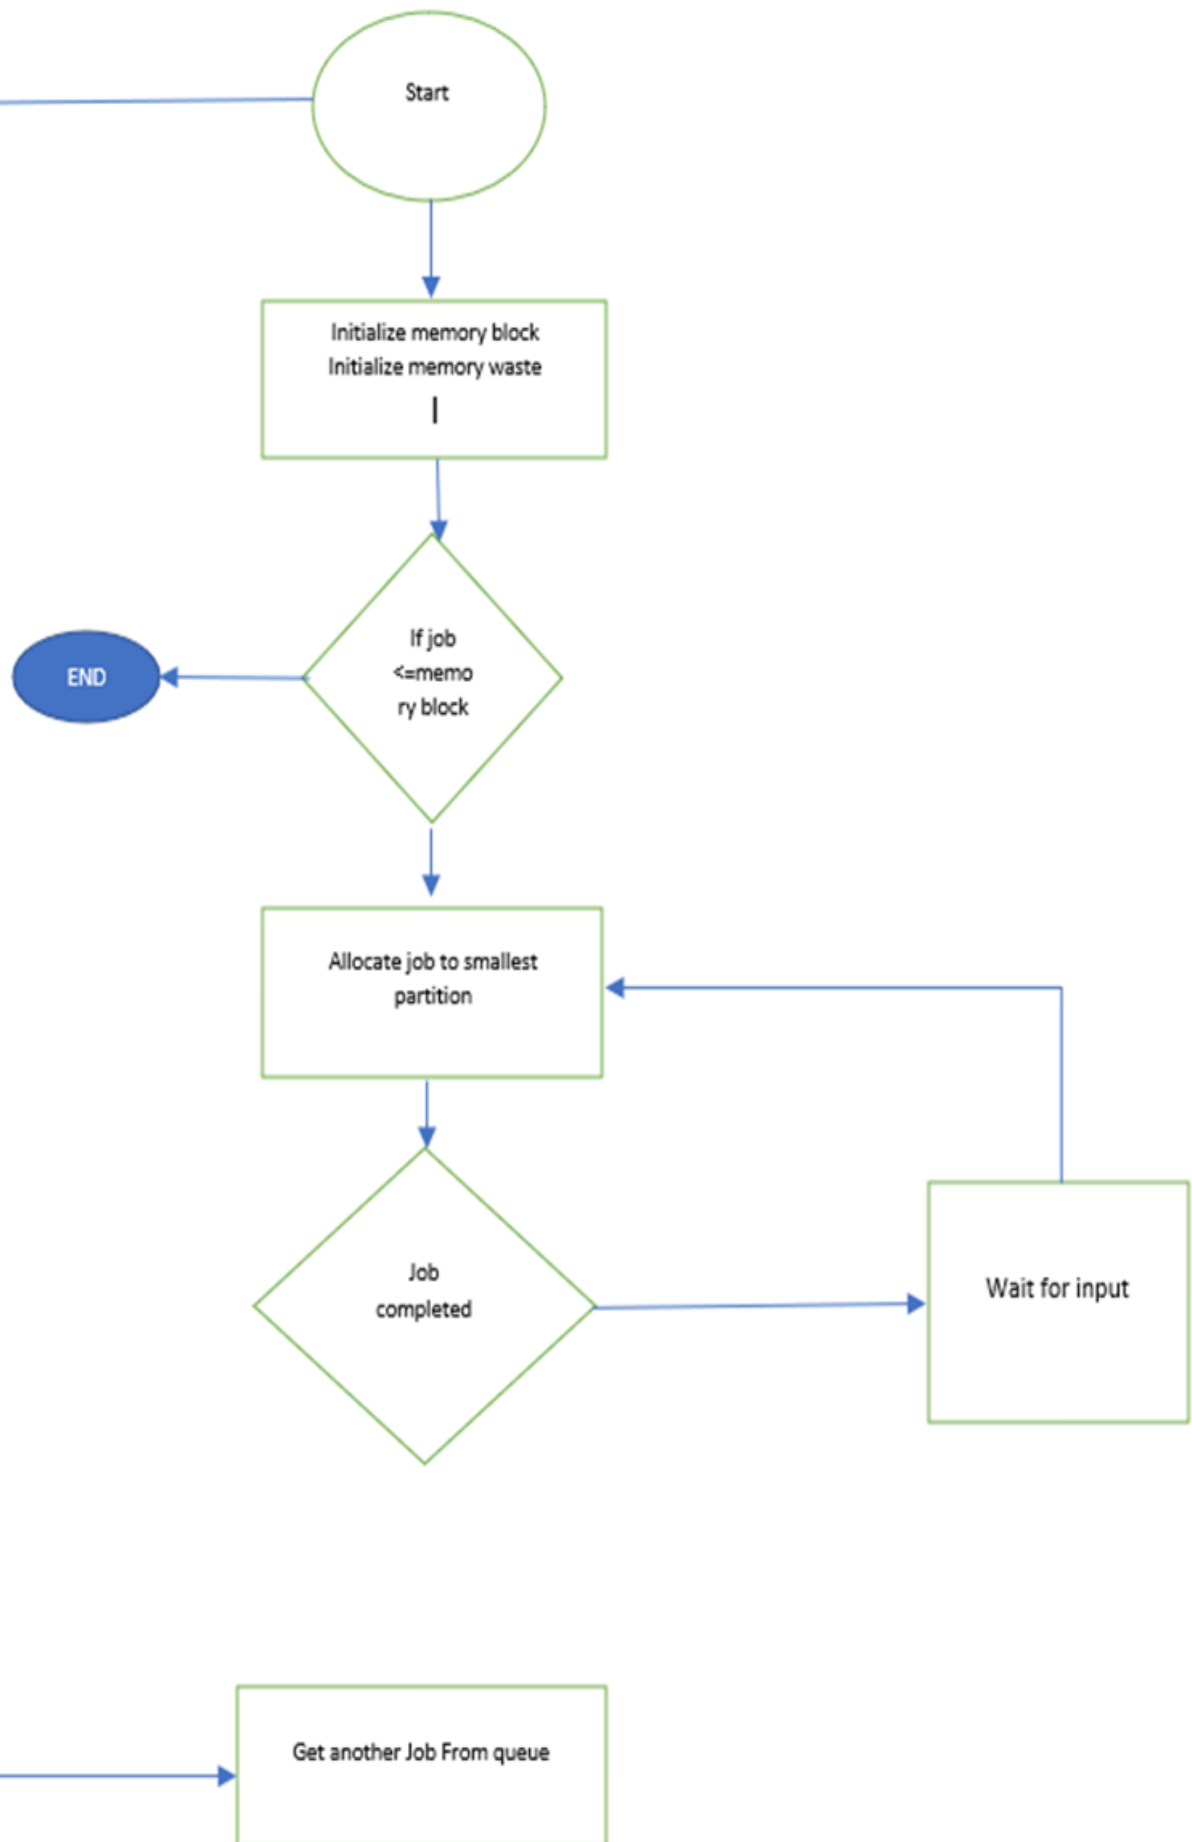 Start
Initialize memory block
Initialize memory waste
|
If job
<=memo
ry block
END
Allocate job to smallest
partition
Job
completed
Wait for input
Get another Job From queue